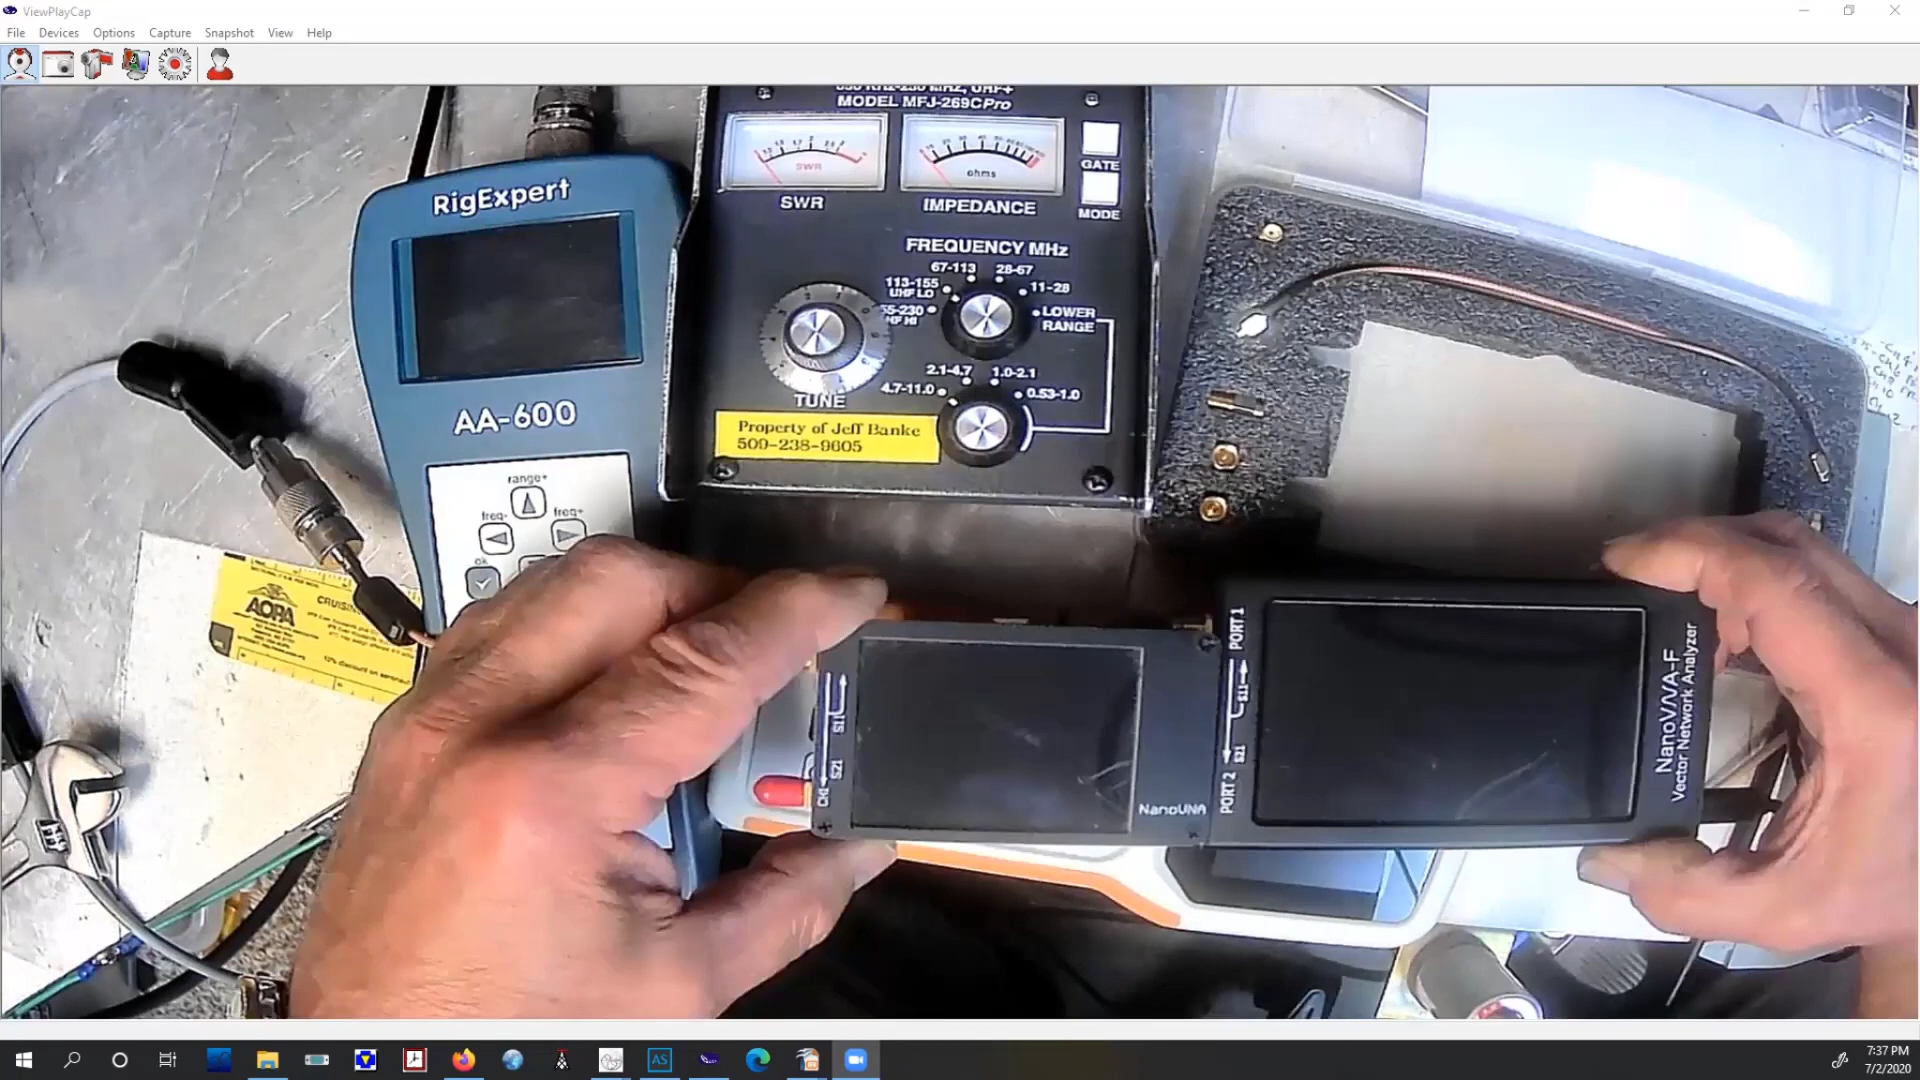 ViewPlayCap
File Devices Options Capture Snapshot View Help
MODEL MFJ-269CPro
SWR
ohms
GATE
SWR
IMPEDANCE
MODE
RigExpert
FREQUENCY MHz
67-113
28-67
113-155
UHF LO
11-28
LOWER
RANGE
2.1-4.7
1.0-2.1
4.7-11.0
0.53-1.0
TUNE
AA-600
Property of Jeff Banke
509-238-9605
range+
freq-
freq+
ok
AOPA
PORT 1
S11
S21
PORT 2
S21
CH1
NanoVNA
NanoVNA-F
Vector Network Analyzer
AS
7:37 PM
7/2/2020